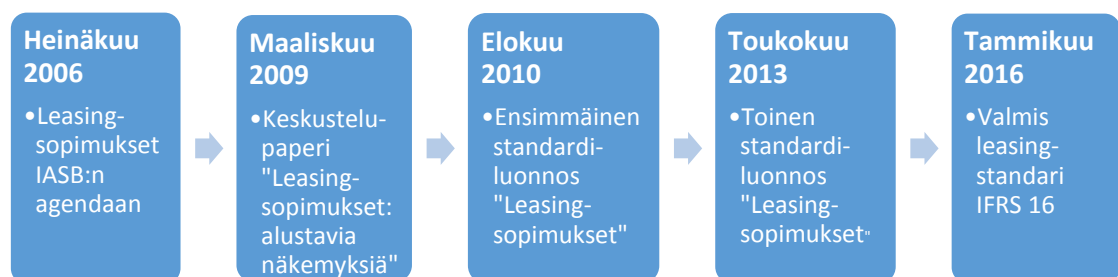 Heinäkuu
2006
•Leasing-
sopimukset
IASB:n
agendaan
Maaliskuu
2009
•Keskustelu-
paperi
"Leasing-
sopimukset:
alustavia
näkemyksiä"
Elokuu
2010
•Ensimmäinen
standardi-
luonnos
"Leasing-
sopimukset"
Toukokuu
2013
•Toinen
standardi-
luonnos
"Leasing-
sopimukset"
Tammikuu
2016
•Valmis
leasing-
standari
IFRS 16